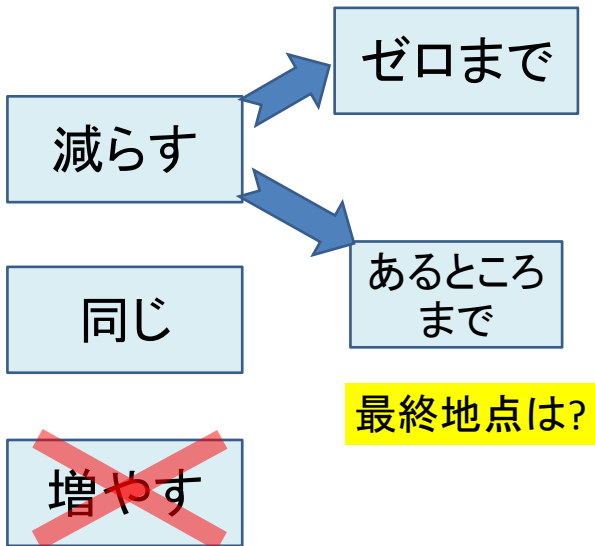 ゼロまで
減らす
あるところ
まで
同じ
最終地点は?
増やす